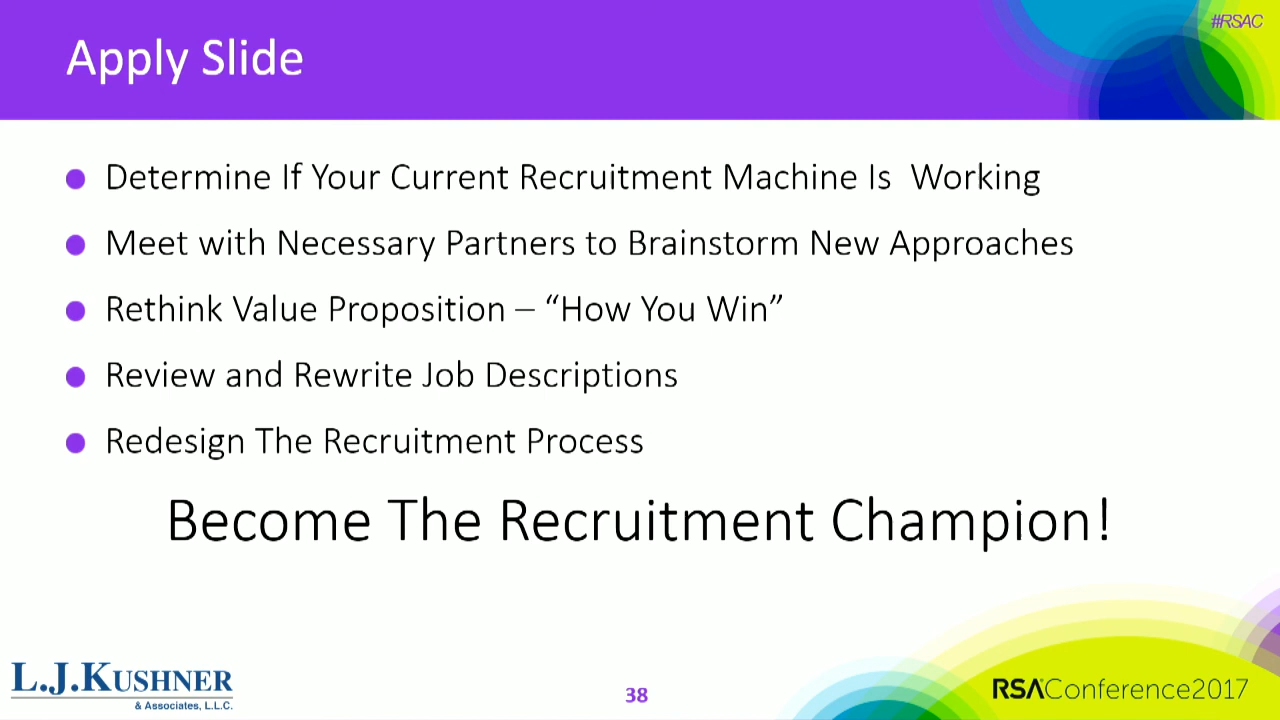 #RSAC
Apply Slide
Determine If Your Current Recruitment Machine Is  Working
Meet with Necessary Partners to Brainstorm New Approaches
Rethink Value Proposition – “How You Win”
Review and Rewrite Job Descriptions
Redesign The Recruitment Process
Become The Recruitment Champion!
L.J.KUSHNER
& Associates, L.L.C.
38
RSAConference2017